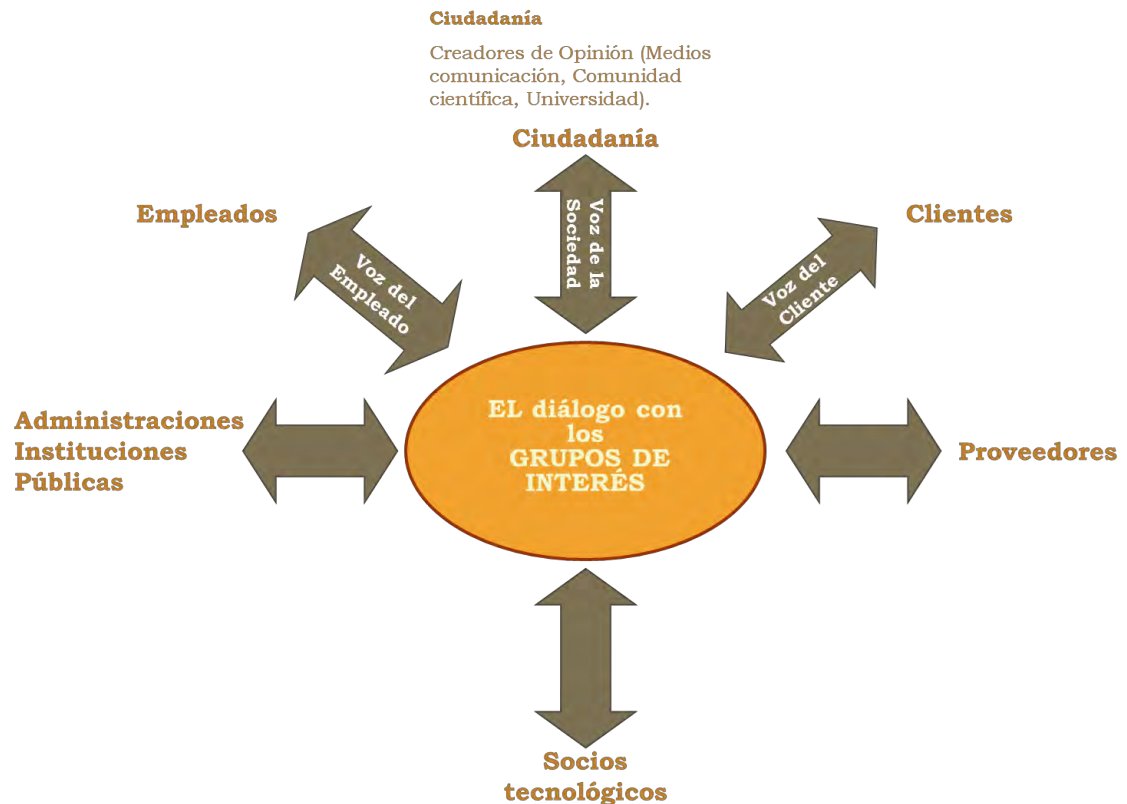 Ciudadanía
Creadores de Opinión (Medios
comunicación, Comunidad
científica, Universidad).
Ciudadanía
Empleados
Clientes
Voz del
Empleado
Voz de la
Sociedad
Voz del
Cliente
Administraciones
Instituciones
Públicas
EL diálogo con
los
GRUPOS DE
INTERÉS
Proveedores
Socios
tecnológicos